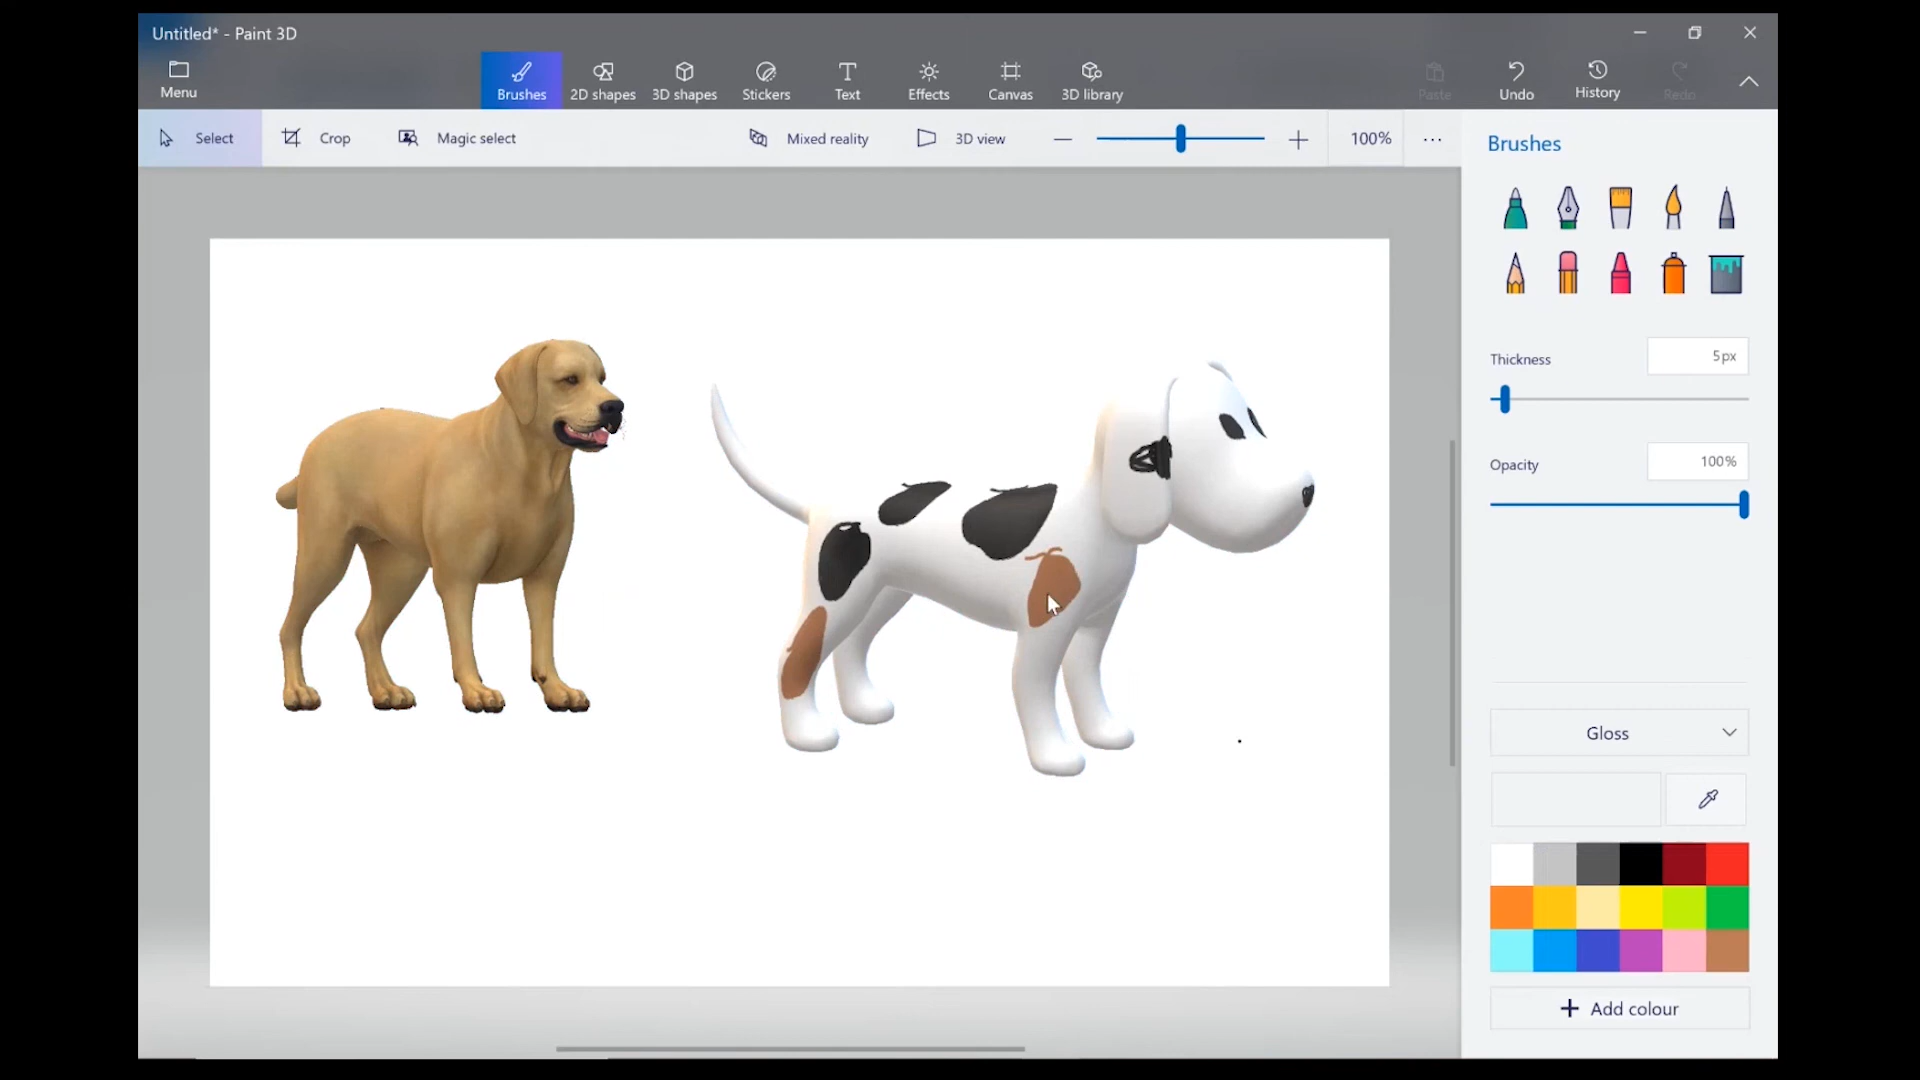 Untitled* - Paint 3D
Menu
Brushes
2D shapes
3D shapes
Stickers
Text
Effects
Canvas
3D library
Paste
Undo
History
Redo
Select
Crop
Magic select
Mixed reality
3D view
100%
Brushes
Thickness
5px
Opacity
100%
Gloss
Add colour